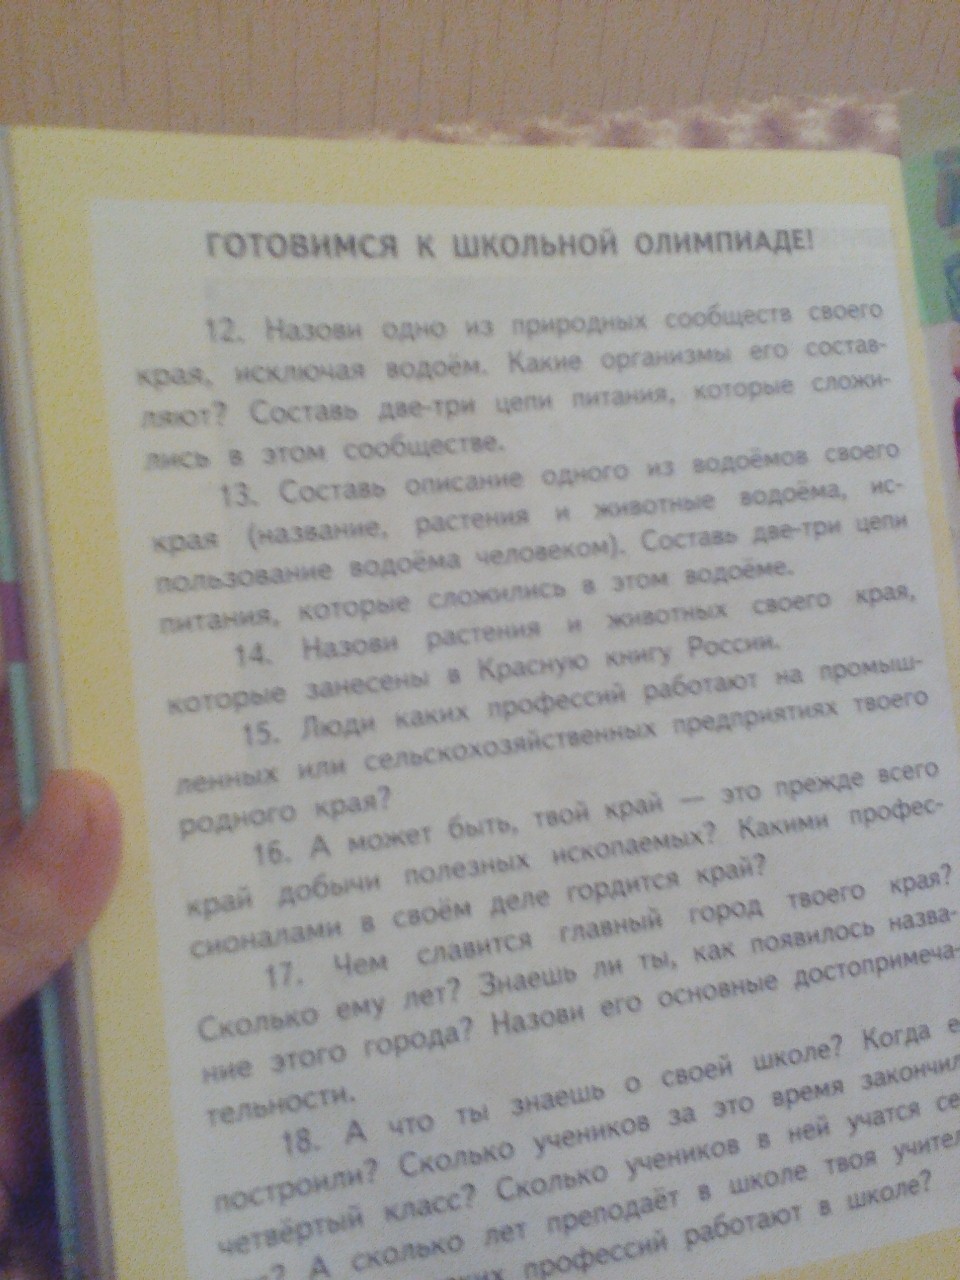 ГОТОВИМСЯ К ШКОЛЬНОЙ ОЛИМПИАДЕ!
12. Назови одно из природных сообществ своего
края, исключая водоём. Какие организмы его состав-
ляют? Составь две-три цепи питания, которые сложи-
лись в этом сообществе.
13. Составь описание одного из водоёмов своего
края (название, растения и животные водоёма, ис-
пользование водоёма человеком). Составь две-три цепи
питания, которые сложились в этом водоёме.
14. Назови растения и животных своего края,
которые занесены в Красную книгу России.
15. Люди каких профессий работают на промыш-
ленных или сельскохозяйственных предприятиях твоего
родного края?
16. А может быть, твой край — это прежде всего
край добычи полезных ископаемых? Какими профес-
сионалами в своём деле гордится край?
17. Чем славится главный город твоего края?
Сколько ему лет? Знаешь ли ты, как появилось назва-
ние этого города? Назови его основные достопримеча-
тельности.
18. А что ты знаешь о своей школе? Когда е
построили? Сколько учеников за это время закончил
четвёртый класс? Сколько учеников в ней учатся се
А сколько лет преподаёт в школе твоя учител
профессий работают в школе?